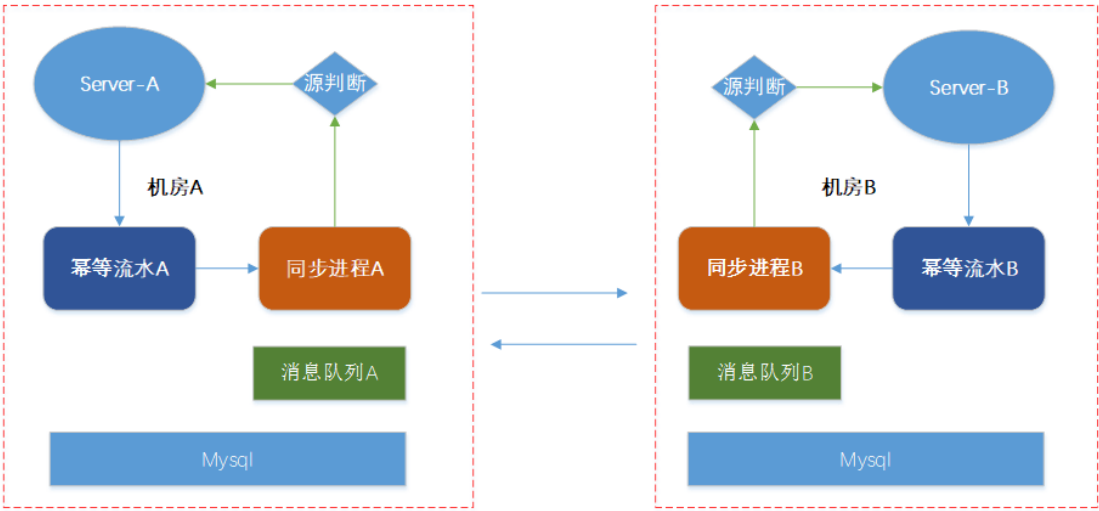 Server-A
源判断
机房A
幂等流水A
同步进程A
消息队列A
Mysql
源判断
Server-B
机房B
同步进程B
幂等流水B
消息队列B
Mysql